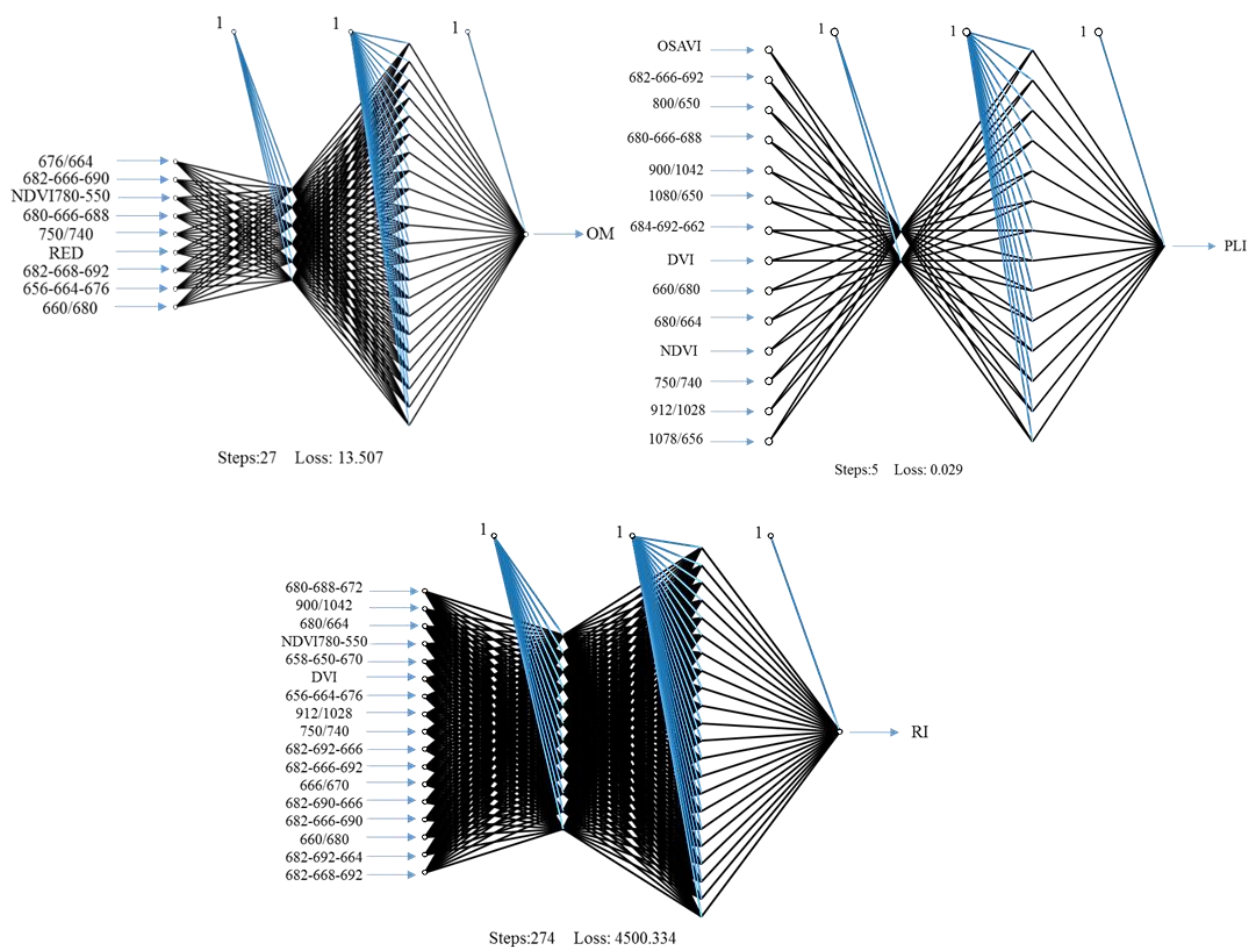 1 1 1
676/664
682-666-690
NDVI780-550
680-666-688
750/740
RED
682-668-692
656-664-676
660/680
OM
Steps:27 Loss: 13.507
1 1 1
OSAVI
682-666-692
800/650
680-666-688
900/1042
1080/650
684-692-662
DVI
660/680
680/664
NDVI
750/740
912/1028
1078/656
PLI
Steps:5 Loss: 0.029
1 1 1
680-688-672
900/1042
680/664
NDVI780-550
658-650-670
DVI
656-664-676
912/1028
750/740
682-692-666
682-666-692
666/670
682-690-666
682-666-690
660/680
682-692-664
682-668-692
RI
Steps:274 Loss: 4500.334